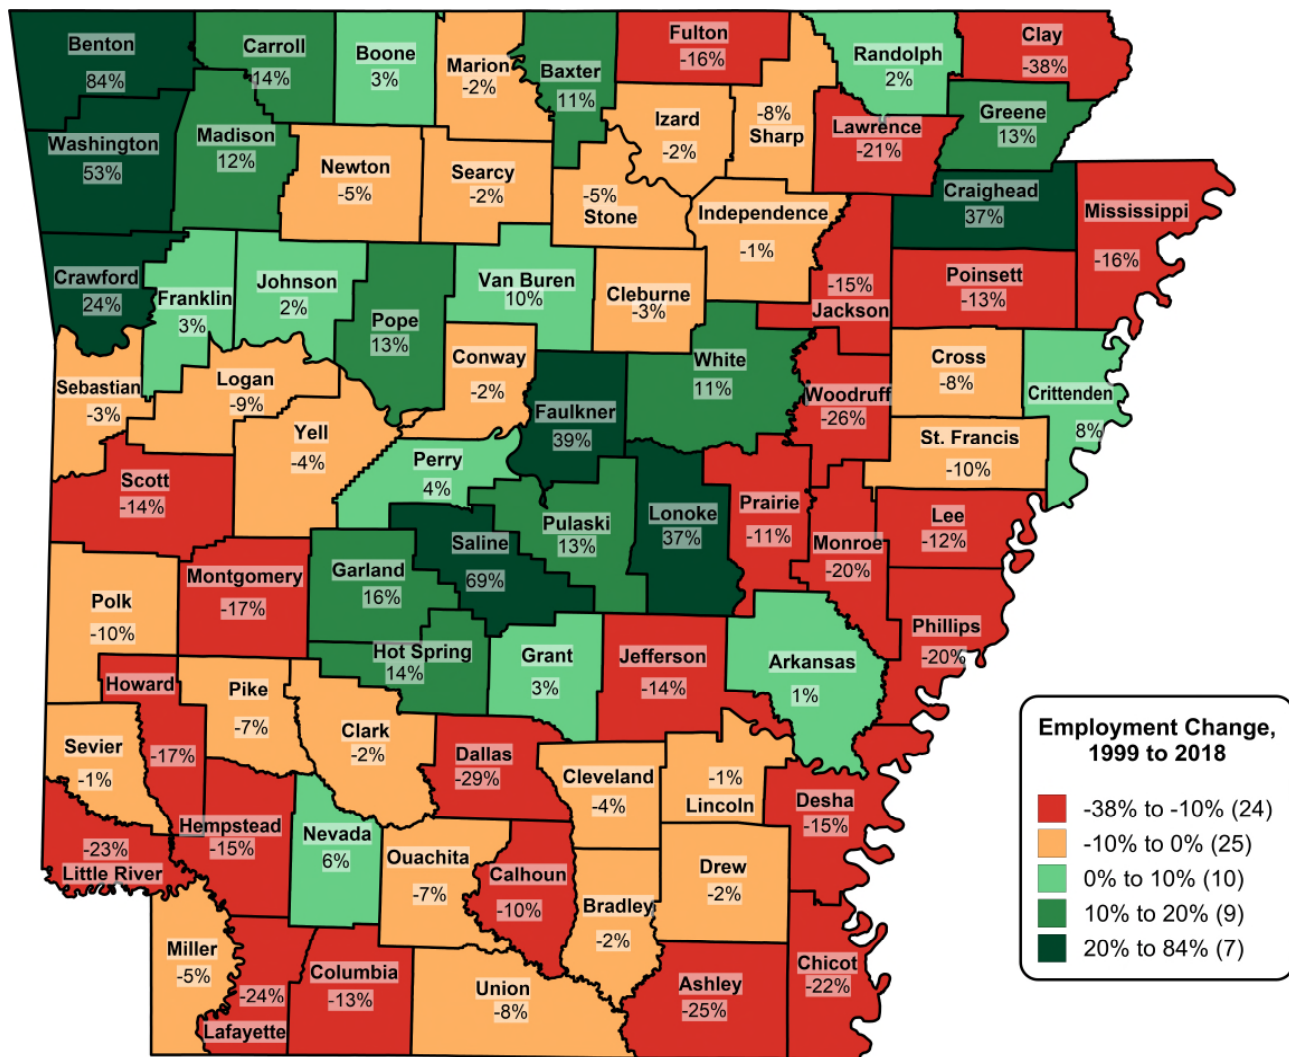 Benton
84%
Carroll
14%
Boone
3%
Marion
-2%
Baxter
11%
Fulton
-16%
Randolph
2%
Clay
-38%
Washington
53%
Madison
12%
Newton
-5%
Searcy
-2%
-5%
Stone
Izard
-2%
-8%
Sharp
Lawrence
-21%
Greene
13%
Independence
-1%
Craighead
37%
Mississippi
-16%
Crawford
24%
Franklin
3%
Johnson
2%
Pope
13%
Van Buren
10%
Cleburne
-3%
-15%
Jackson
Poinsett
-13%
Sebastian
-3%
Logan
-9%
Yell
-4%
Conway
-2%
Faulkner
39%
White
11%
Woodruff
-26%
Cross
-8%
Crittenden
8%
St. Francis
-10%
Scott
-14%
Perry
4%
Saline
69%
Pulaski
13%
Lonoke
37%
Prairie
-11%
Monroe
-20%
Lee
-12%
Polk
-10%
Montgomery
-17%
Garland
16%
Hot Spring
14%
Grant
3%
Jefferson
-14%
Arkansas
1%
Phillips
-20%
Howard
-17%
Pike
-7%
Clark
-2%
Sevier
-1%
Dallas
-29%
Cleveland
-4%
-1%
Lincoln
Desha
-15%
-23%
Little River
Hempstead
-15%
Nevada
6%
Ouachita
-7%
Calhoun
-10%
Bradley
-2%
Drew
-2%
Miller
-5%
-24%
Lafayette
Columbia
-13%
Union
-8%
Ashley
-25%
Chicot
-22%
Employment Change,
1999 to 2018
-38% to -10% (24)
-10% to 0% (25)
0% to 10% (10)
10% to 20% (9)
20% to 84% (7)